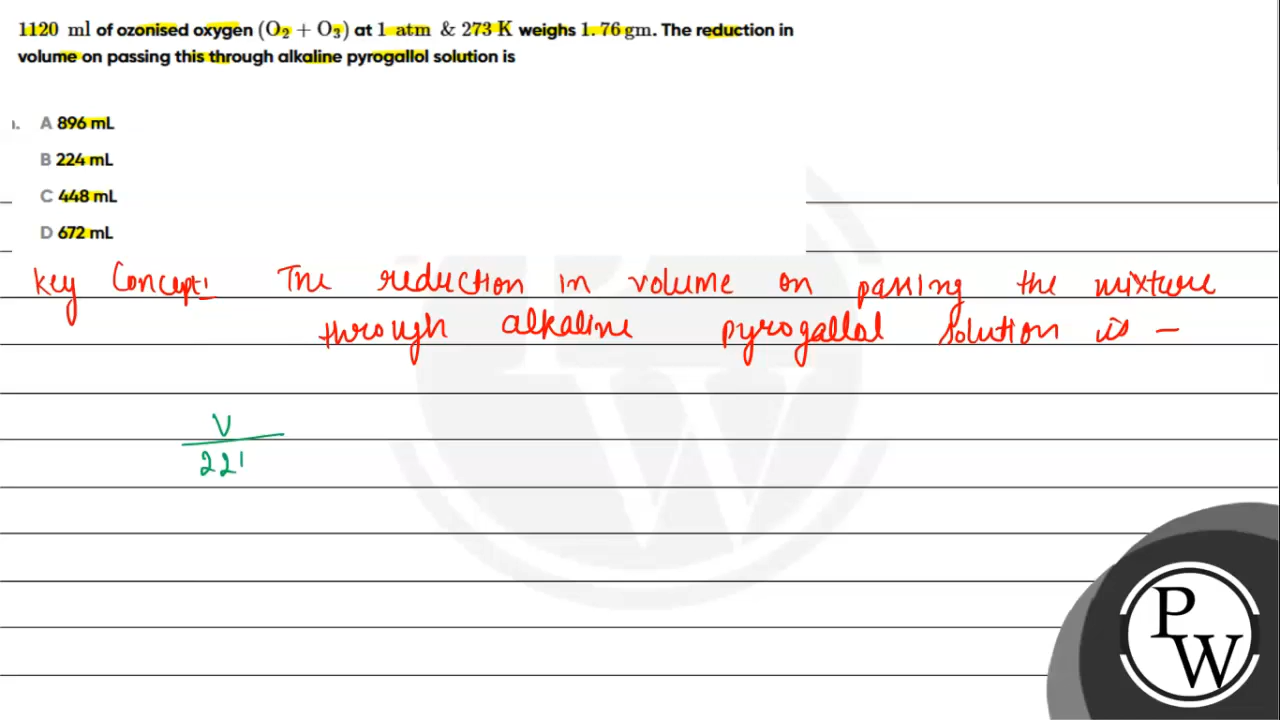 1120 ml of ozonised oxygen (O₂ + O₃) at 1 atm & 273 K weighs 1. 76 gm. The reduction in
volume on passing this through alkaline pyrogallol solution is
A 896 mL
B 224 mL
C 448 mL
D 672 mL
Key Concept: The reduction in volume on passing the mixture
through alkaline pyrogallol solution is –
V
221
P
W